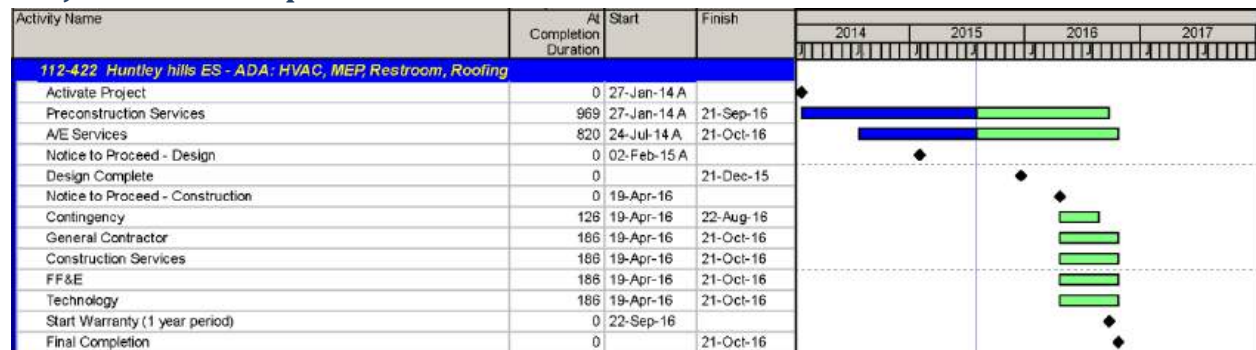 Activity Name At Completion Duration Start Finish 2014 2015 2016 2017
J J J J J J J
112-422 Huntley hills ES - ADA: HVAC, MEP, Restroom, Roofing
Activate Project 0 27-Jan-14 A
Preconstruction Services 969 27-Jan-14 A 21-Sep-16
A/E Services 820 24-Jul-14 A 21-Oct-16
Notice to Proceed - Design 0 02-Feb-15 A
Design Complete 0 21-Dec-15
Notice to Proceed - Construction 0 19-Apr-16
Contingency 126 19-Apr-16 22-Aug-16
General Contractor 186 19-Apr-16 21-Oct-16
Construction Services 186 19-Apr-16 21-Oct-16
FF&E 186 19-Apr-16 21-Oct-16
Technology 186 19-Apr-16 21-Oct-16
Start Warranty (1 year period) 0 22-Sep-16
Final Completion 0 21-Oct-16